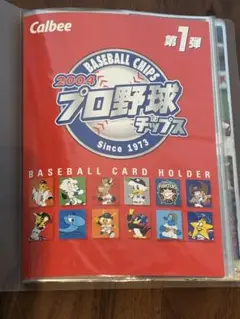 Calbee
第1弾
BASEBALL CHIPS
2004
プロ野球
チップス
Since 1973
BASEBALL CARD HOLDER